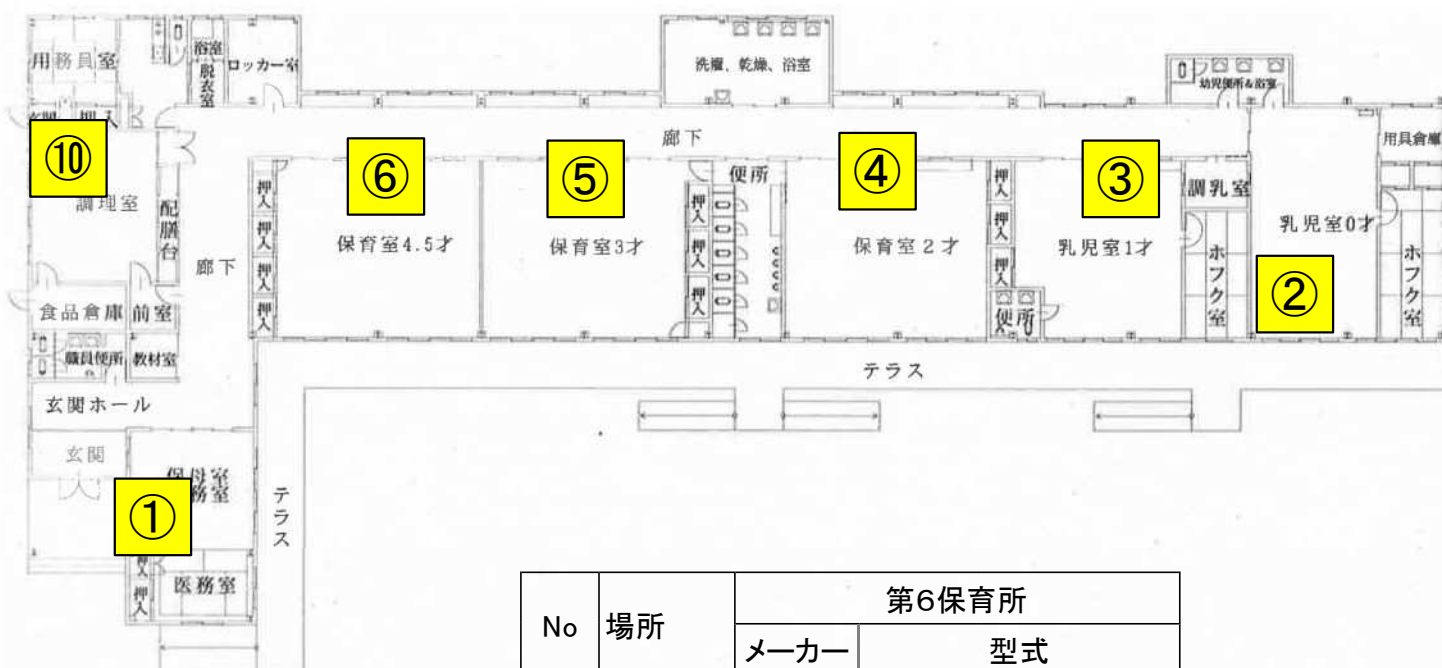 用務員室
浴室
脱衣室
ロッカー室
洗濯、乾燥、浴室
幼児便所&浴室
押入
⑩
調理室
配膳台
廊下
廊下
用具倉庫
押入
押入
押入
押入
⑥
保育室4.5才
⑤
保育室3才
押入
押入
押入
便所
④
保育室2才
押入
押入
押入
便所
③
乳児室1才
調乳室
ホフク室
乳児室0才
②
ホフク室
食品倉庫
前室
職員便所
教材室
玄関ホール
玄関
テラス
テラス
①
押入
医務室
No
場所
第6保育所
メーカー
型式